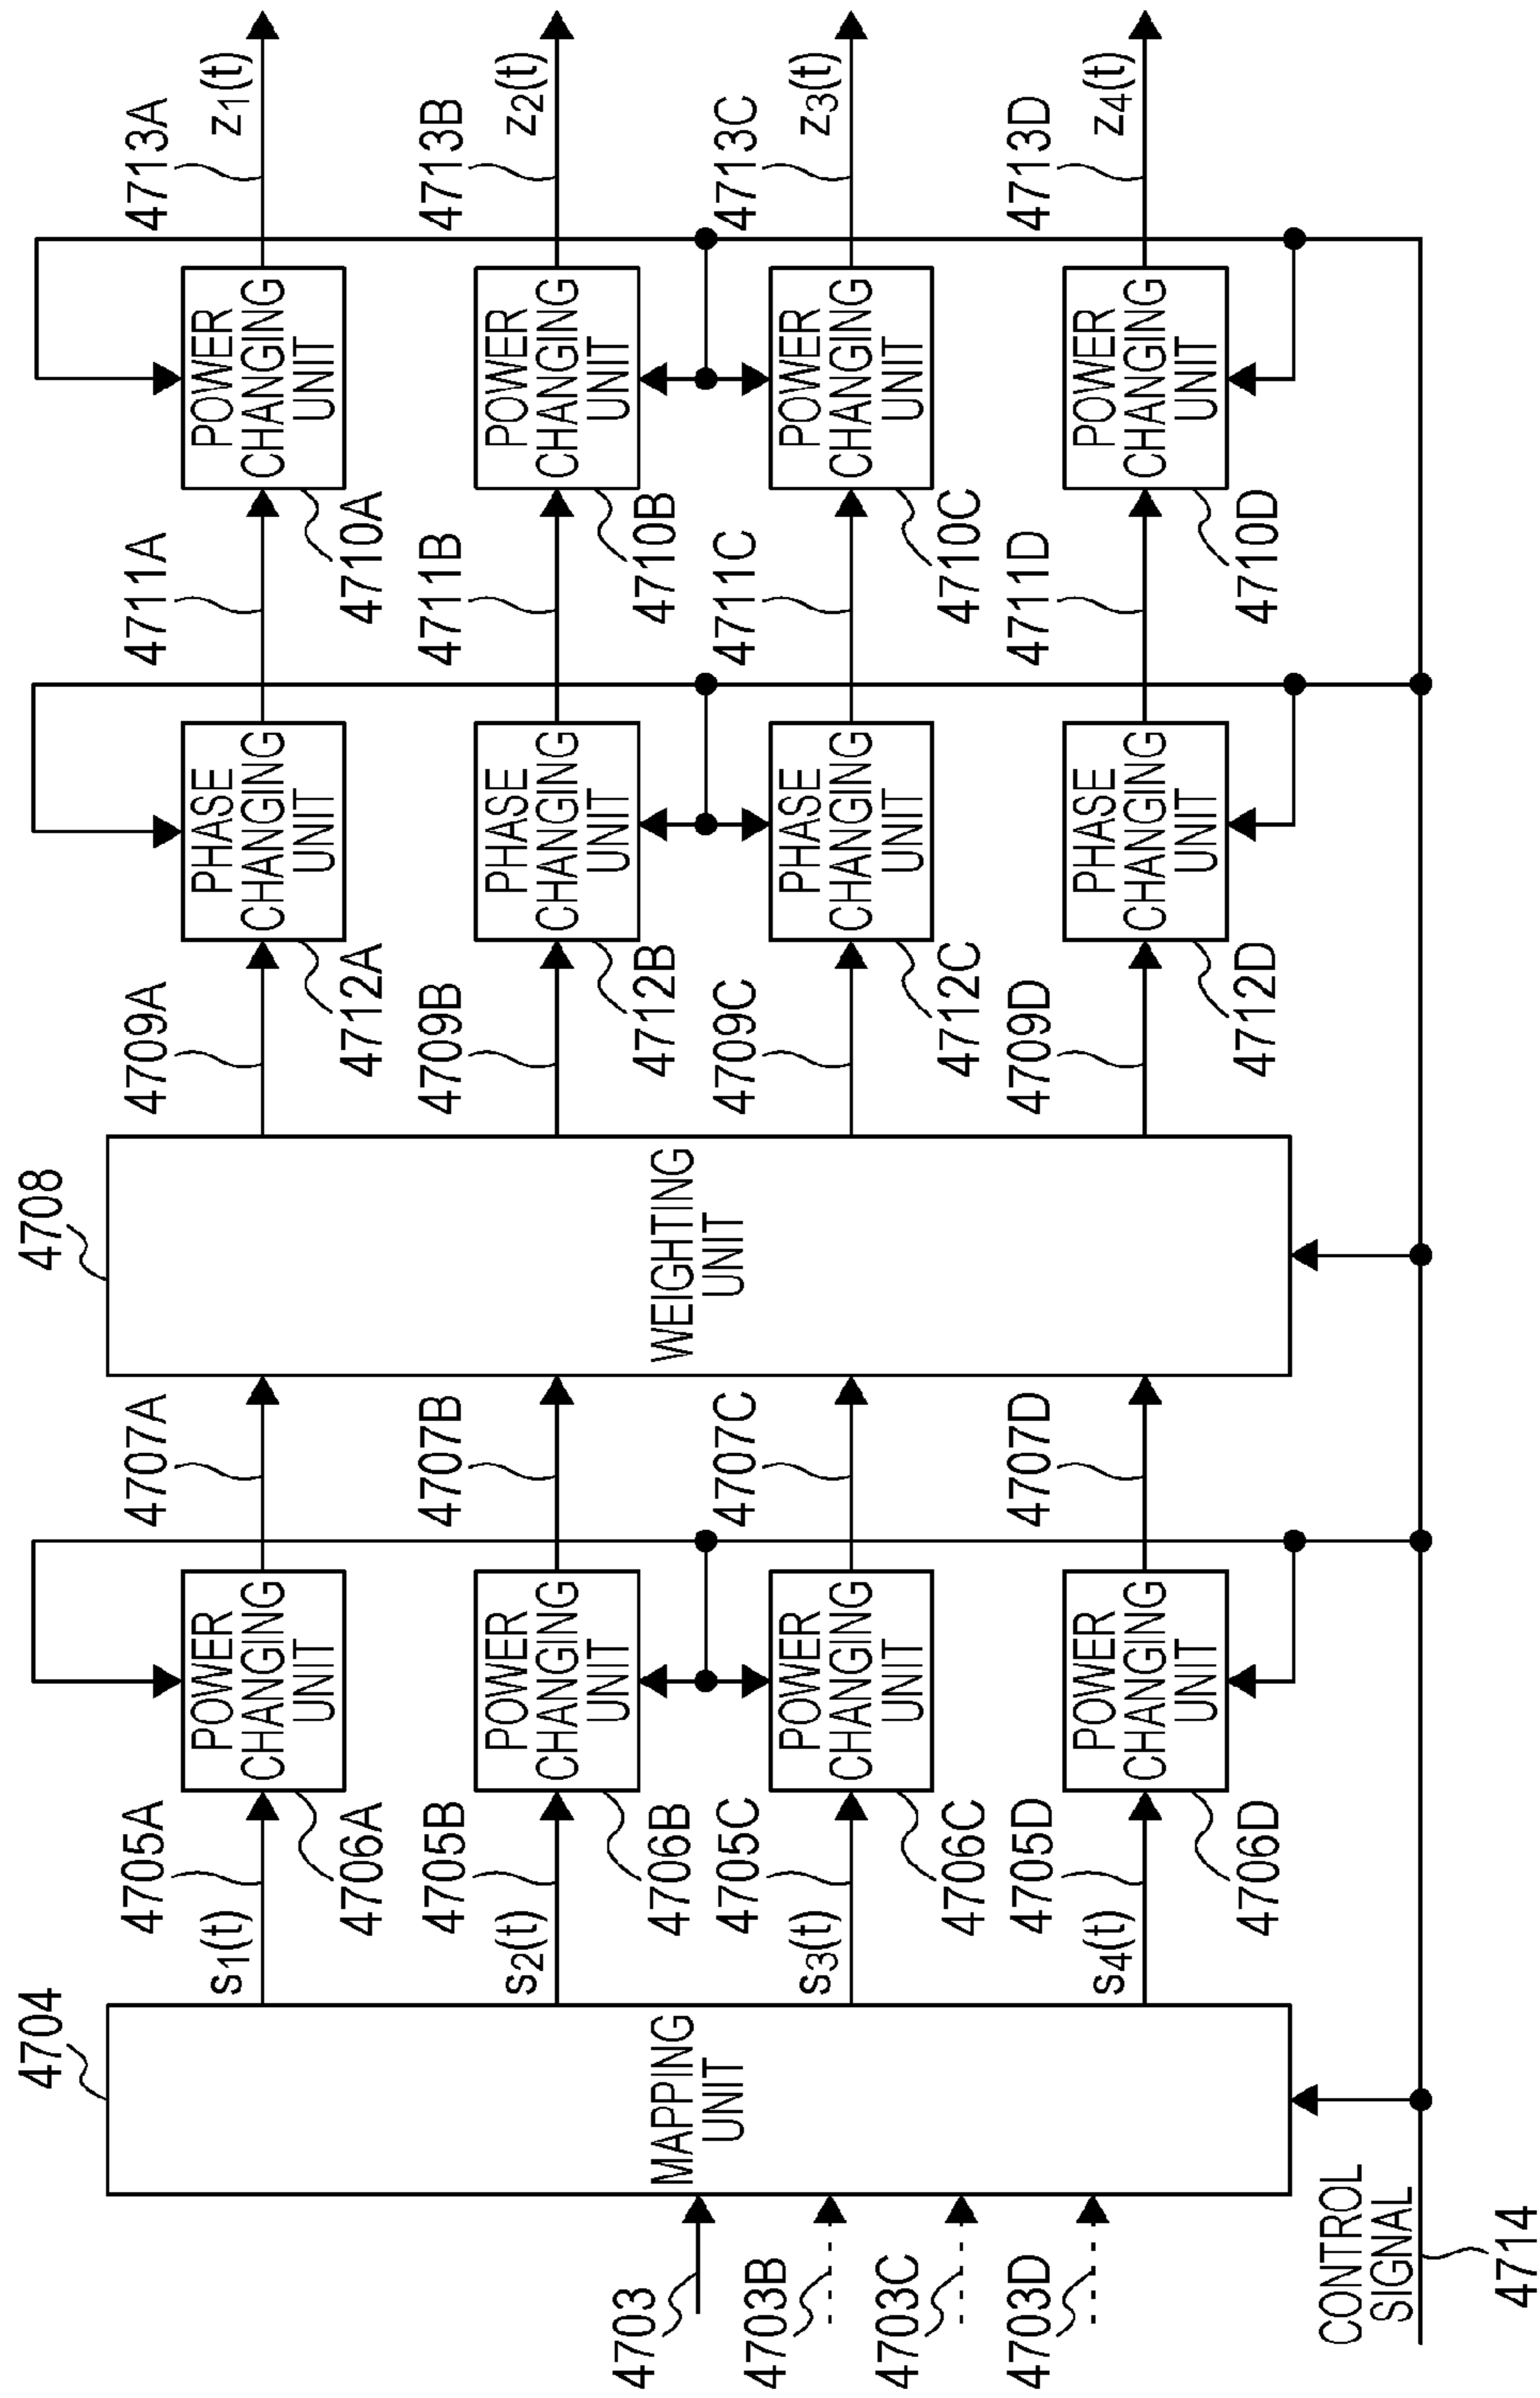 4704
4708
4703
4703B
4703C
4703D
MAPPING
UNIT
CONTROL
SIGNAL
4714
s1(t)
4705A
4706A
POWER
CHANGING
UNIT
4707A
s2(t)
4705B
4706B
POWER
CHANGING
UNIT
4707B
s3(t)
4705C
4706C
POWER
CHANGING
UNIT
4707C
s4(t)
4705D
4706D
POWER
CHANGING
UNIT
4707D
WEIGHTING
UNIT
4709A
4712A
PHASE
CHANGING
UNIT
4711A
4709B
4712B
PHASE
CHANGING
UNIT
4711B
4709C
4712C
PHASE
CHANGING
UNIT
4711C
4709D
4712D
PHASE
CHANGING
UNIT
4711D
4710A
POWER
CHANGING
UNIT
4713A
z1(t)
4710B
POWER
CHANGING
UNIT
4713B
z2(t)
4710C
POWER
CHANGING
UNIT
4713C
z3(t)
4710D
POWER
CHANGING
UNIT
4713D
z4(t)